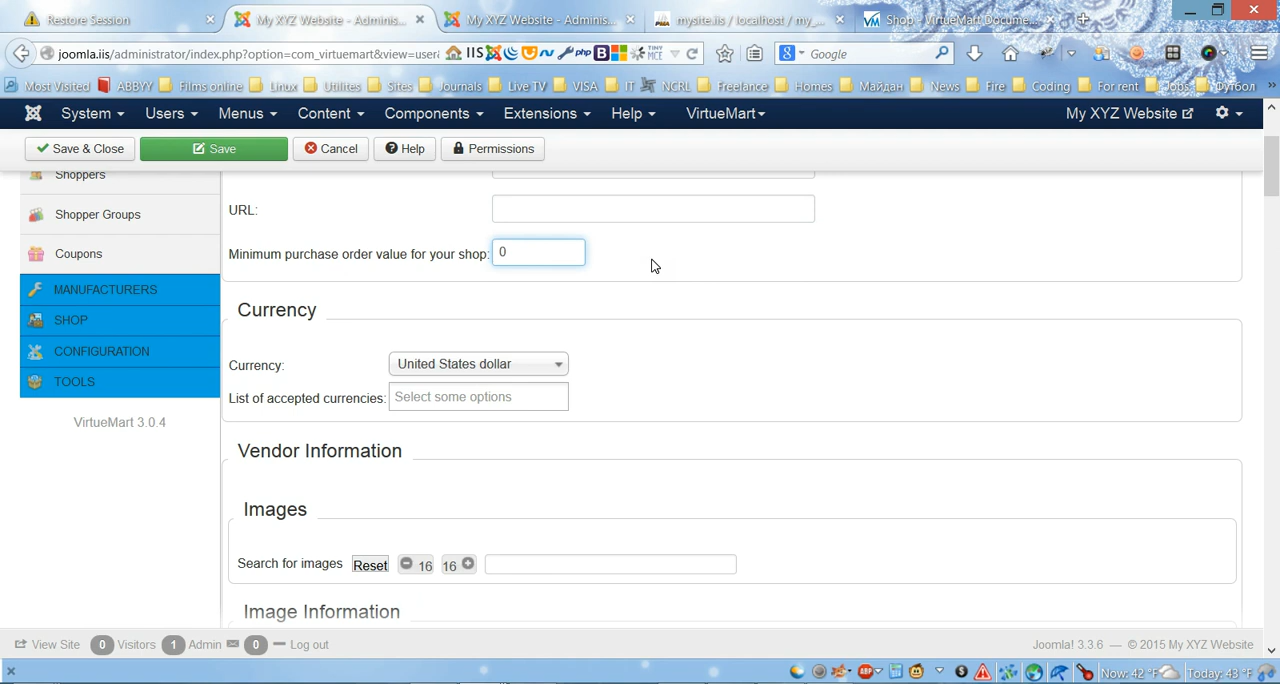 Restore Session
My XYZ Website - Adminis...
My XYZ Website - Adminis...
mysite.iis / localhost / my_...
Shop - VirtueMart Docume...
joomla.iis/administrator/index.php?option=com_virtuemart&view=user
IIS
php
B
TINY MCE
Google
Most Visited
ABBYY
Films online
Linux
Utilites
Sites
Journals
Live TV
VISA
IT
NCRL
Freelance
Homes
Майдан
News
Fire
Coding
For rent
Jobs
Футбол
»
System
Users
Menus
Content
Components
Extensions
Help
VirtueMart
My XYZ Website
Save & Close
Save
Cancel
Help
Permissions
Shoppers
Shopper Groups
Coupons
MANUFACTURERS
SHOP
CONFIGURATION
TOOLS
VirtueMart 3.0.4
URL:
Minimum purchase order value for your shop: 0
Currency
Currency: United States dollar
List of accepted currencies: Select some options
Vendor Information
Images
Search for images Reset 16 16
Image Information
View Site 0 Visitors 1 Admin 0 Log out
Joomla! 3.3.6 — © 2015 My XYZ Website
ABP
Now: 42 °F
Today: 43 °F